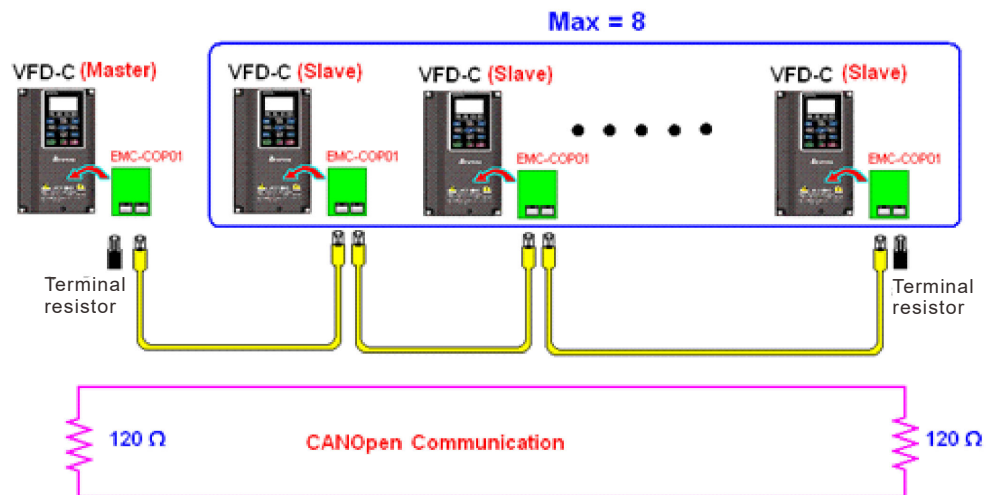 Max = 8
VFD-C (Master)
VFD-C (Slave)
VFD-C (Slave)
VFD-C (Slave)
EMC-COP01
EMC-COP01
EMC-COP01
EMC-COP01
Terminal
resistor
Terminal
resistor
120 Ω
CANOpen Communication
120 Ω